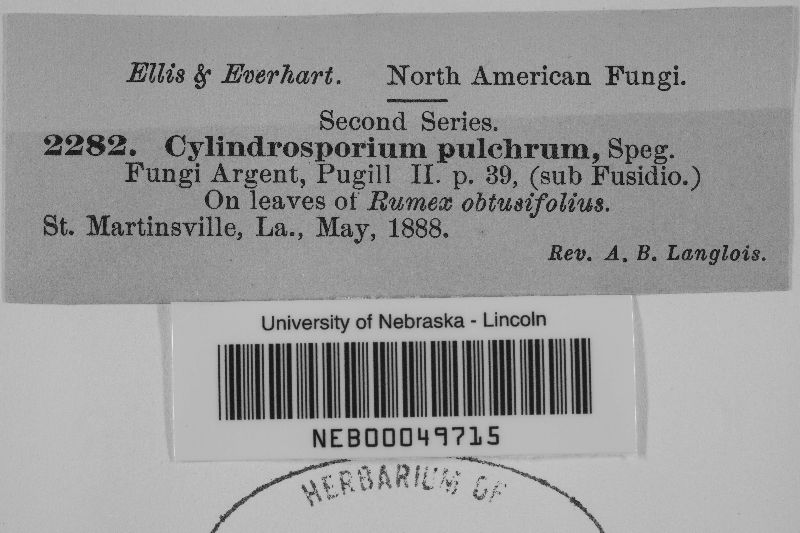 Ellis & Everhart. North American Fungi.
Second Series.
2282. Cylindrosporium pulchrum, Speg.
Fungi Argent, Pugill II. p. 39, (sub Fusidio.)
On leaves of Rumex obtusifolius.
St. Martinsville, La., May, 1888.
Rev. A. B. Langlois.
University of Nebraska - Lincoln
NEB00049715
HERBARIUM OF